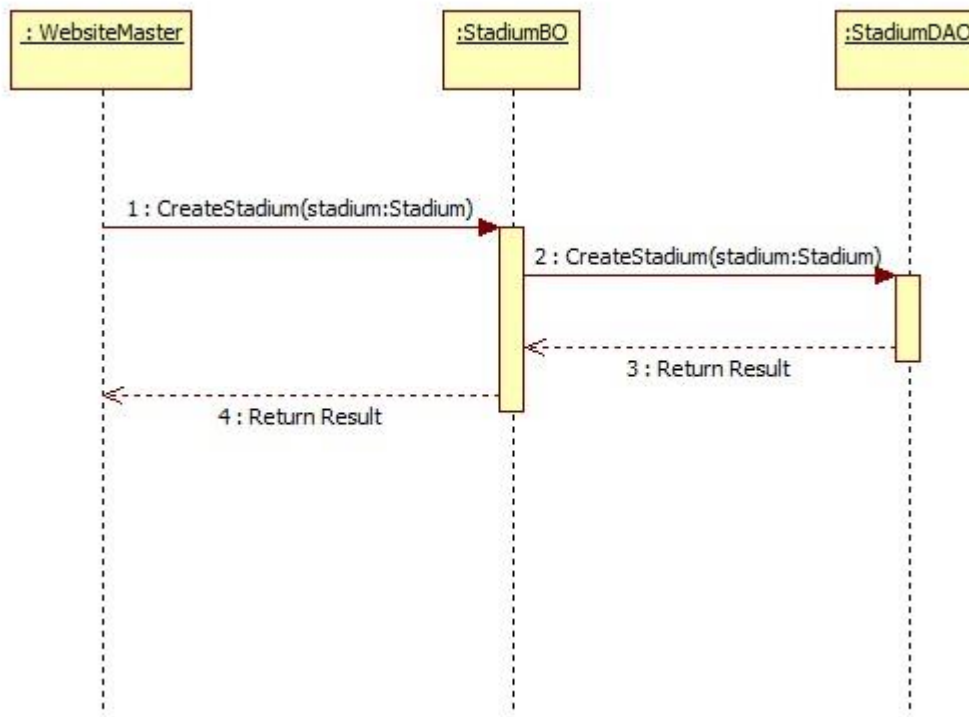 : WebsiteMaster
:StadiumBO
:StadiumDAO
1 : CreateStadium(stadium:Stadium)
2 : CreateStadium(stadium:Stadium)
3 : Return Result
4 : Return Result